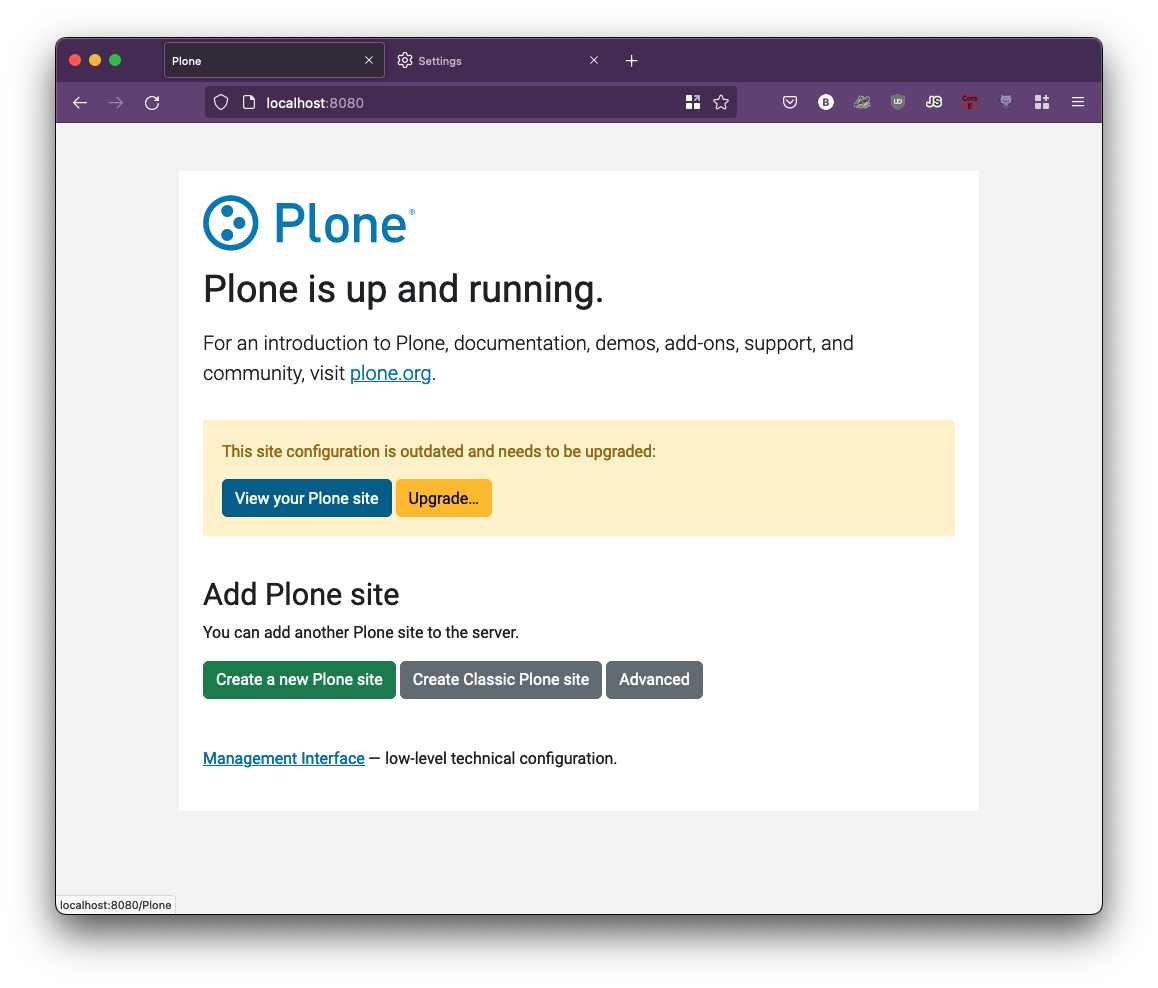 Plone
Settings
localhost:8080
B
UD
JS
Cors
E
Plone®
Plone is up and running.
For an introduction to Plone, documentation, demos, add-ons, support, and
community, visit plone.org.
This site configuration is outdated and needs to be upgraded:
View your Plone site
Upgrade…
Add Plone site
You can add another Plone site to the server.
Create a new Plone site
Create Classic Plone site
Advanced
Management Interface — low-level technical configuration.
localhost:8080/Plone